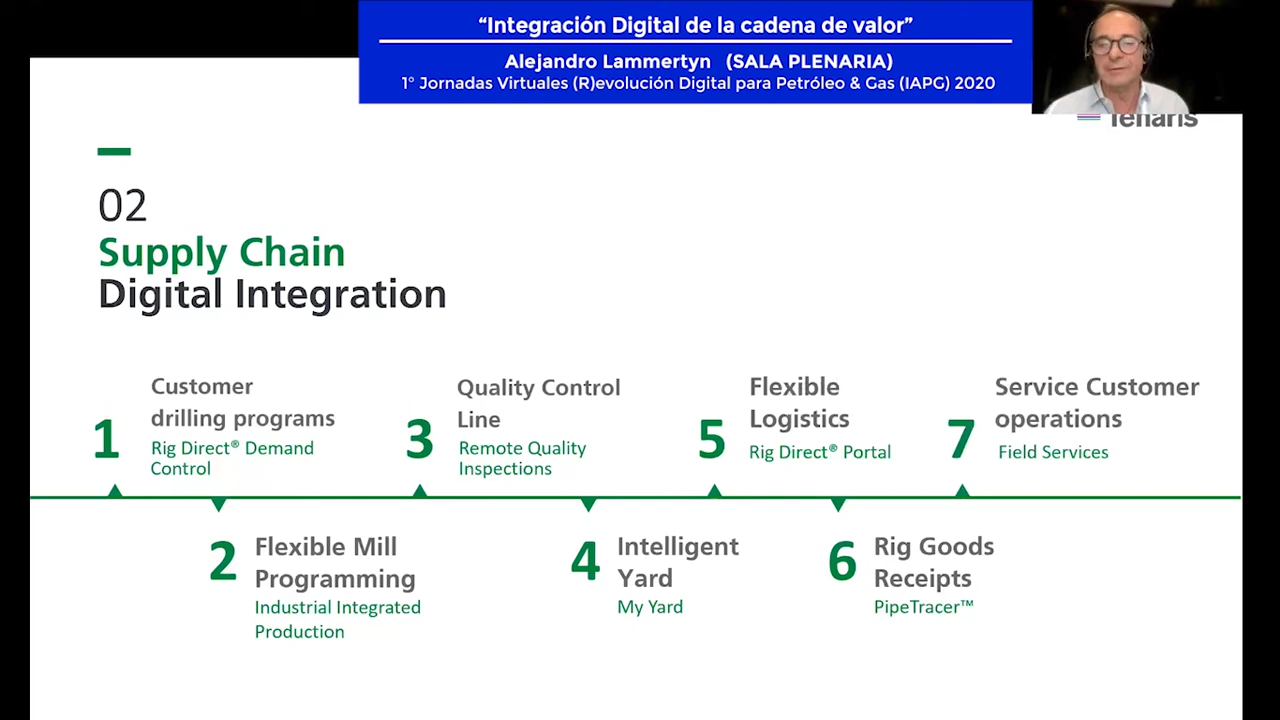 “Integración Digital de la cadena de valor”
Alejandro Lammertyn (SALA PLENARIA)
1° Jornadas Virtuales (R)evolución Digital para Petróleo & Gas (IAPG) 2020
Tenaris
02
Supply Chain
Digital Integration
1
Customer
drilling programs
Rig Direct® Demand
Control
3
Quality Control
Line
Remote Quality
Inspections
5
Flexible
Logistics
Rig Direct® Portal
7
Service Customer
operations
Field Services
2
Flexible Mill
Programming
Industrial Integrated
Production
4
Intelligent
Yard
My Yard
6
Rig Goods
Receipts
PipeTracer™